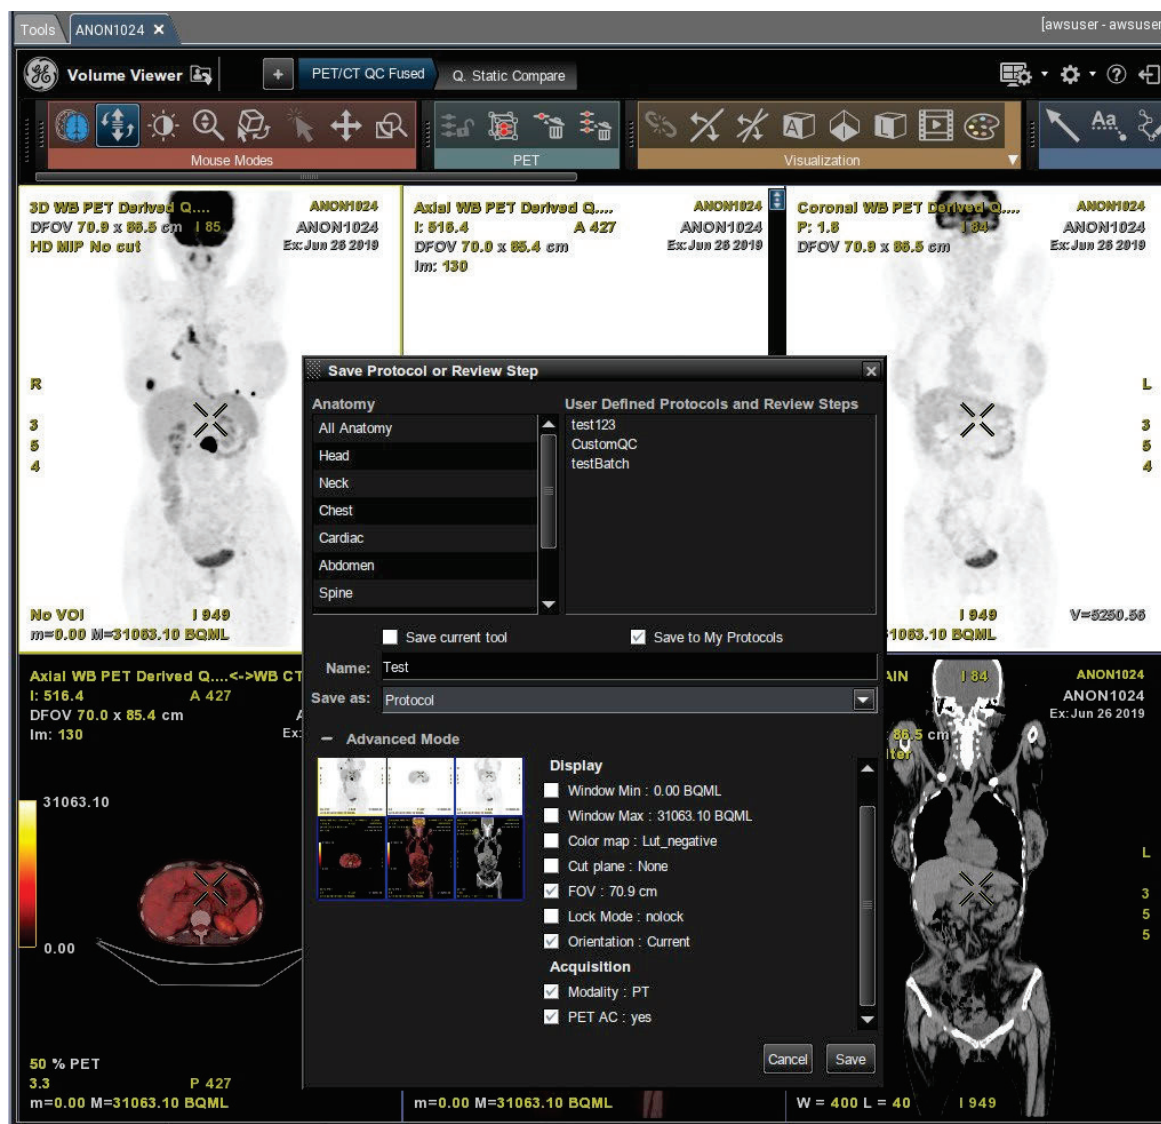 Tools ANON1024 ✕ [awsuser - awsuser
Volume Viewer + PET/CT QC Fused Q. Static Compare
Mouse Modes PET Visualization
3D WB PET Derived Q.... ANON1024
DFOV 70.9 x 86.5 cm I 85 ANON1024
HD MIP No cut Ex:Jun 26 2019
R
3
5
4
No VOI I 949
m=0.00 M=31063.10 BQML
Axial WB PET Derived Q.... ANON1024
I: 516.4 A 427 ANON1024
DFOV 70.0 x 85.4 cm Ex:Jun 26 2019
Im: 130
Coronal WB PET Derived Q.... ANON1024
P: 1.8 I 84 ANON1024
DFOV 70.9 x 86.5 cm Ex:Jun 26 2019
L
3
5
4
I 949 V=5250.56
1063.10 BQML
Save Protocol or Review Step
Anatomy
All Anatomy
Head
Neck
Chest
Cardiac
Abdomen
Spine
User Defined Protocols and Review Steps
test123
CustomQC
testBatch
Save current tool Save to My Protocols
Name: Test
Save as: Protocol
− Advanced Mode
Display
Window Min : 0.00 BQML
Window Max : 31063.10 BQML
Color map : Lut_negative
Cut plane : None
FOV : 70.9 cm
Lock Mode : nolock
Orientation : Current
Acquisition
Modality : PT
PET AC : yes
Cancel Save
Axial WB PET Derived Q....<->WB CT
I: 516.4 A 427
DFOV 70.0 x 85.4 cm
Im: 130 Ex:
31063.10
0.00
50 % PET
3.3 P 427
m=0.00 M=31063.10 BQML
m=0.00 M=31063.10 BQML
AIN I 84 ANON1024
ANON1024
86.5 cm Ex:Jun 26 2019
lter
L
3
5
5
W = 400 L = 40 I 949